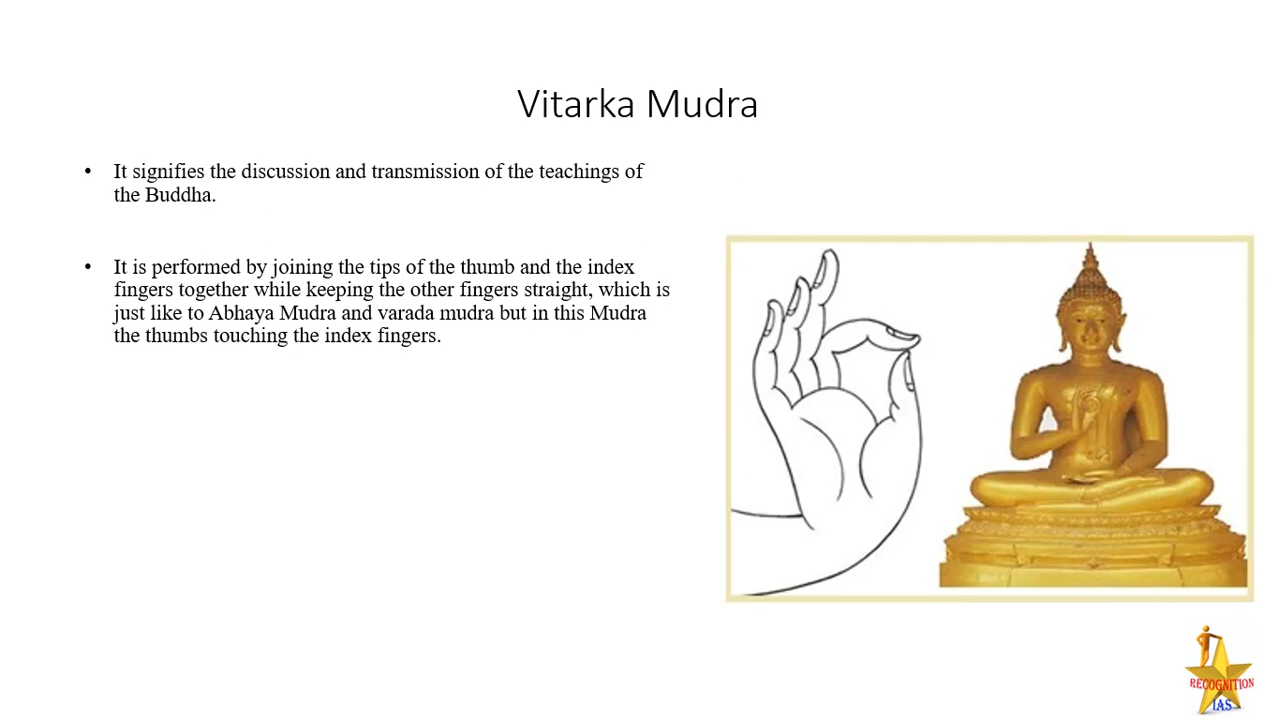 Vitarka Mudra
• It signifies the discussion and transmission of the teachings of
the Buddha.
• It is performed by joining the tips of the thumb and the index
fingers together while keeping the other fingers straight, which is
just like to Abhaya Mudra and varada mudra but in this Mudra
the thumbs touching the index fingers.
RECOGNITION
IAS